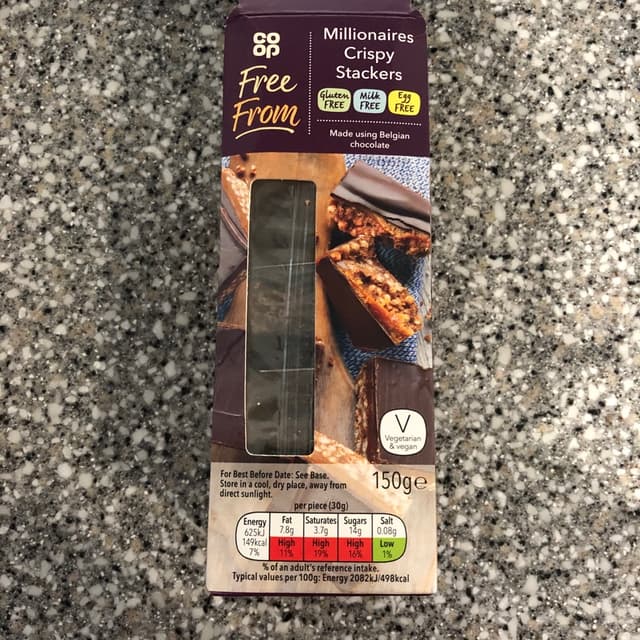 CO
OP
Free
From
Millionaires
Crispy
Stackers
Gluten
FREE
Milk
FREE
Egg
FREE
Made using Belgian
chocolate
V
Vegetarian
& vegan
For Best Before Date: See Base.
Store in a cool, dry place, away from
direct sunlight.
150g℮
per piece (30g)
Energy Fat Saturates Sugars Salt
625kJ 7.8g 3.7g 14g 0.08g
149kcal High High High Low
7% 11% 19% 16% 1%
% of an adult's reference intake.
Typical values per 100g: Energy 2082kJ/498kcal